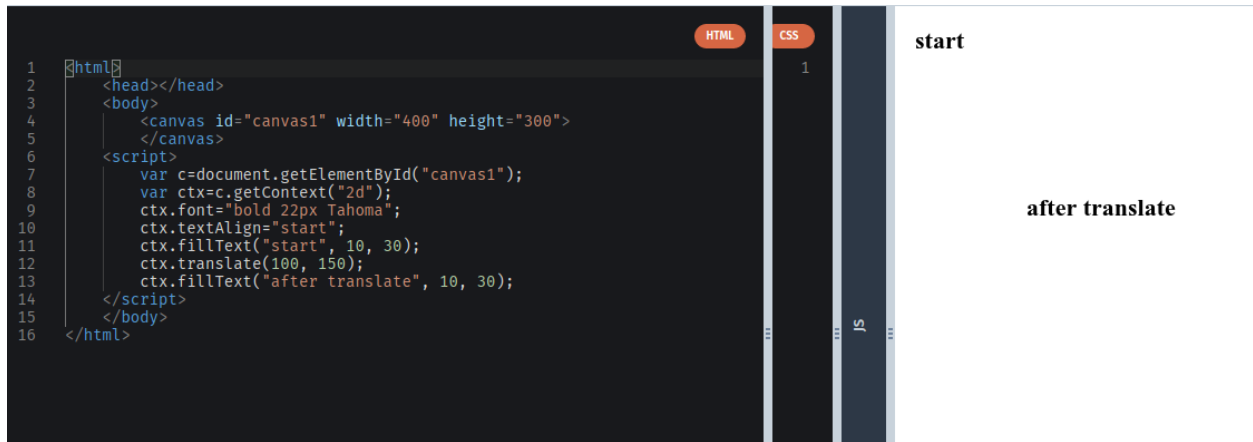 HTML
1 <html>
2 <head></head>
3 <body>
4 <canvas id="canvas1" width="400" height="300">
5 </canvas>
6 <script>
7 var c=document.getElementById("canvas1");
8 var ctx=c.getContext("2d");
9 ctx.font="bold 22px Tahoma";
10 ctx.textAlign="start";
11 ctx.fillText("start", 10, 30);
12 ctx.translate(100, 150);
13 ctx.fillText("after translate", 10, 30);
14 </script>
15 </body>
16 </html>
CSS
1
JS
start
after translate